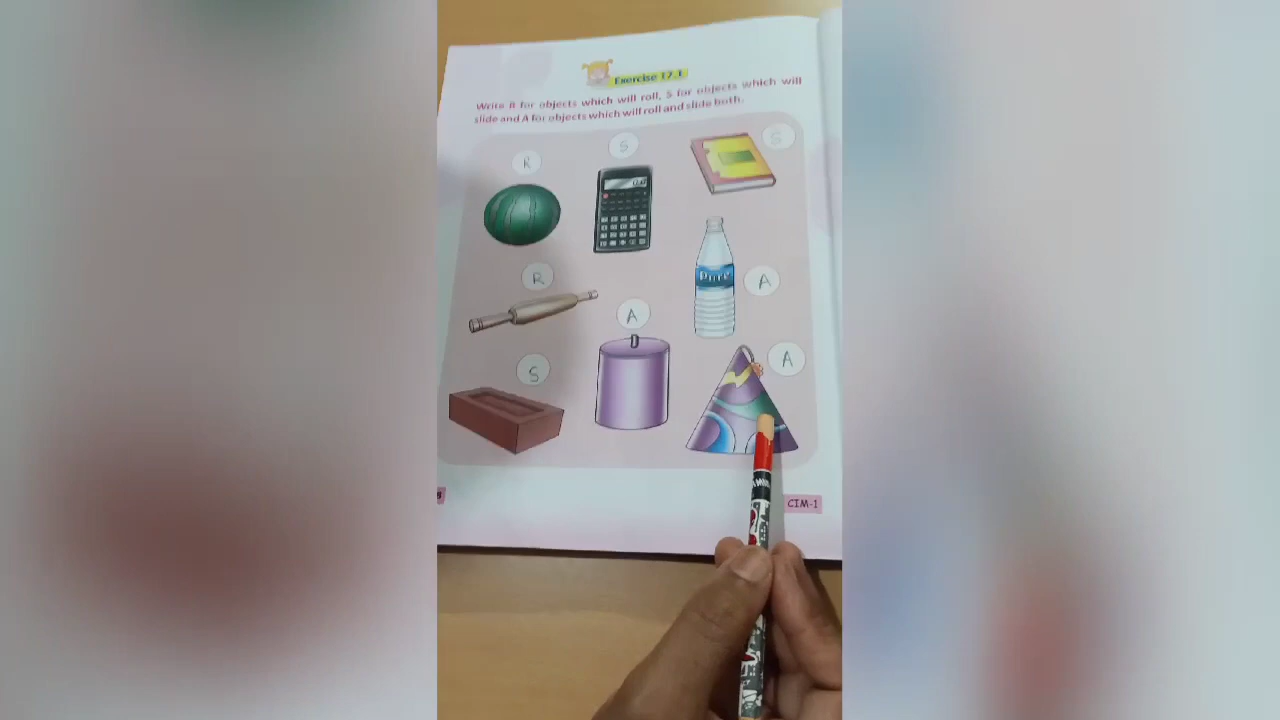 Exercise 17.1
Write R for objects which will roll, S for objects which will
slide and A for objects which will roll and slide both.
R
S
S
R
Pure
A
A
S
A
CIM-1